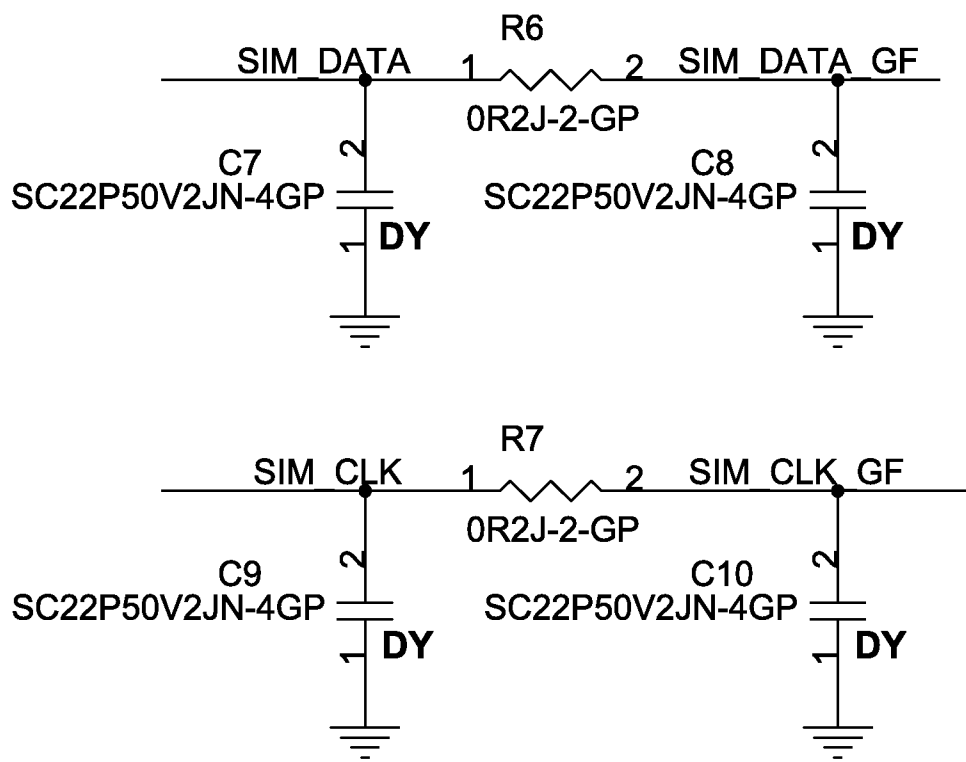 R6
SIM_DATA 1 2 SIM_DATA_GF
0R2J-2-GP
2 2
C7 C8
SC22P50V2JN-4GP SC22P50V2JN-4GP
1 DY 1 DY
R7
SIM_CLK 1 2 SIM_CLK_GF
0R2J-2-GP
2 2
C9 C10
SC22P50V2JN-4GP SC22P50V2JN-4GP
1 DY 1 DY